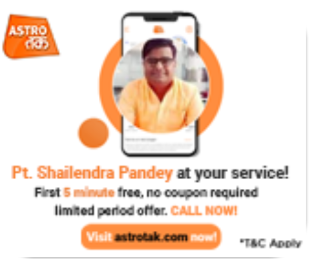 ASTRO
तक
Pt. Shailendra Pandey at your service!
First 5 minute free, no coupon required
limited period offer. CALL NOW!
Visit astrotak.com now!
*T&C Apply